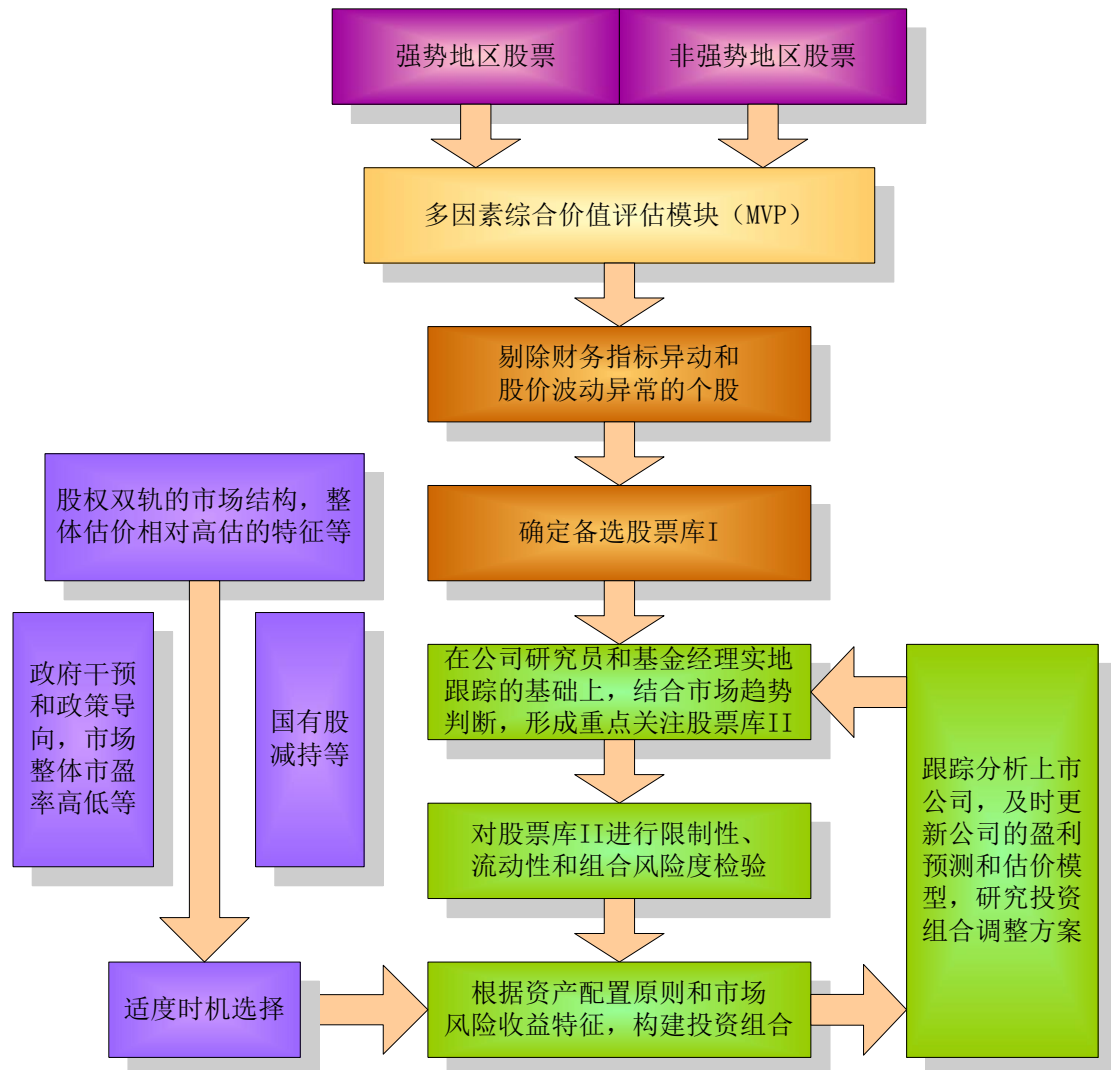 强势地区股票
非强势地区股票
多因素综合价值评估模块（MVP）
剔除财务指标异动和
股价波动异常的个股
股权双轨的市场结构，整
体估价相对高估的特征等
确定备选股票库I
政府干预
和政策导
向，市场
整体市盈
率高低等
国有股
减持等
在公司研究员和基金经理实地
跟踪的基础上，结合市场趋势
判断，形成重点关注股票库II
跟踪分析上市
公司，及时更
新公司的盈利
预测和估价模
型，研究投资
组合调整方案
对股票库II进行限制性、
流动性和组合风险度检验
适度时机选择
根据资产配置原则和市场
风险收益特征，构建投资组合